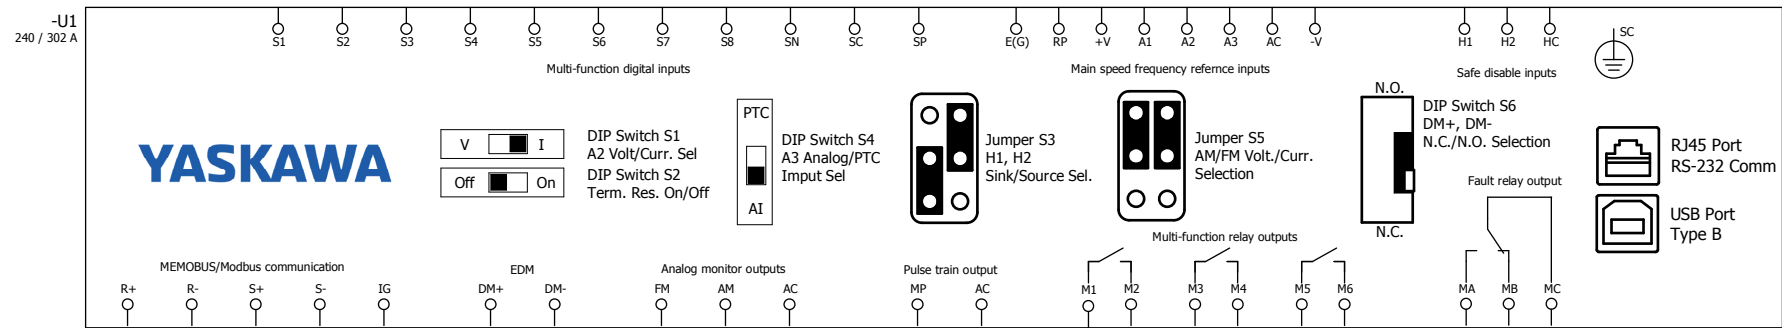 -U1
240 / 302 A
S1 S2 S3 S4 S5 S6 S7 S8 SN SC SP E(G) RP +V A1 A2 A3 AC -V H1 H2 HC SC
Multi-function digital inputs
Main speed frequency refernce inputs
Safe disable inputs
YASKAWA
V I
DIP Switch S1
A2 Volt/Curr. Sel
Off On
DIP Switch S2
Term. Res. On/Off
PTC
AI
DIP Switch S4
A3 Analog/PTC
Imput Sel
Jumper S3
H1, H2
Sink/Source Sel.
Jumper S5
AM/FM Volt./Curr.
Selection
N.O.
N.C.
DIP Switch S6
DM+, DM-
N.C./N.O. Selection
RJ45 Port
RS-232 Comm
USB Port
Type B
Fault relay output
Multi-function relay outputs
MEMOBUS/Modbus communication
EDM
Analog monitor outputs
Pulse train output
R+ R- S+ S- IG DM+ DM- FM AM AC MP AC M1 M2 M3 M4 M5 M6 MA MB MC